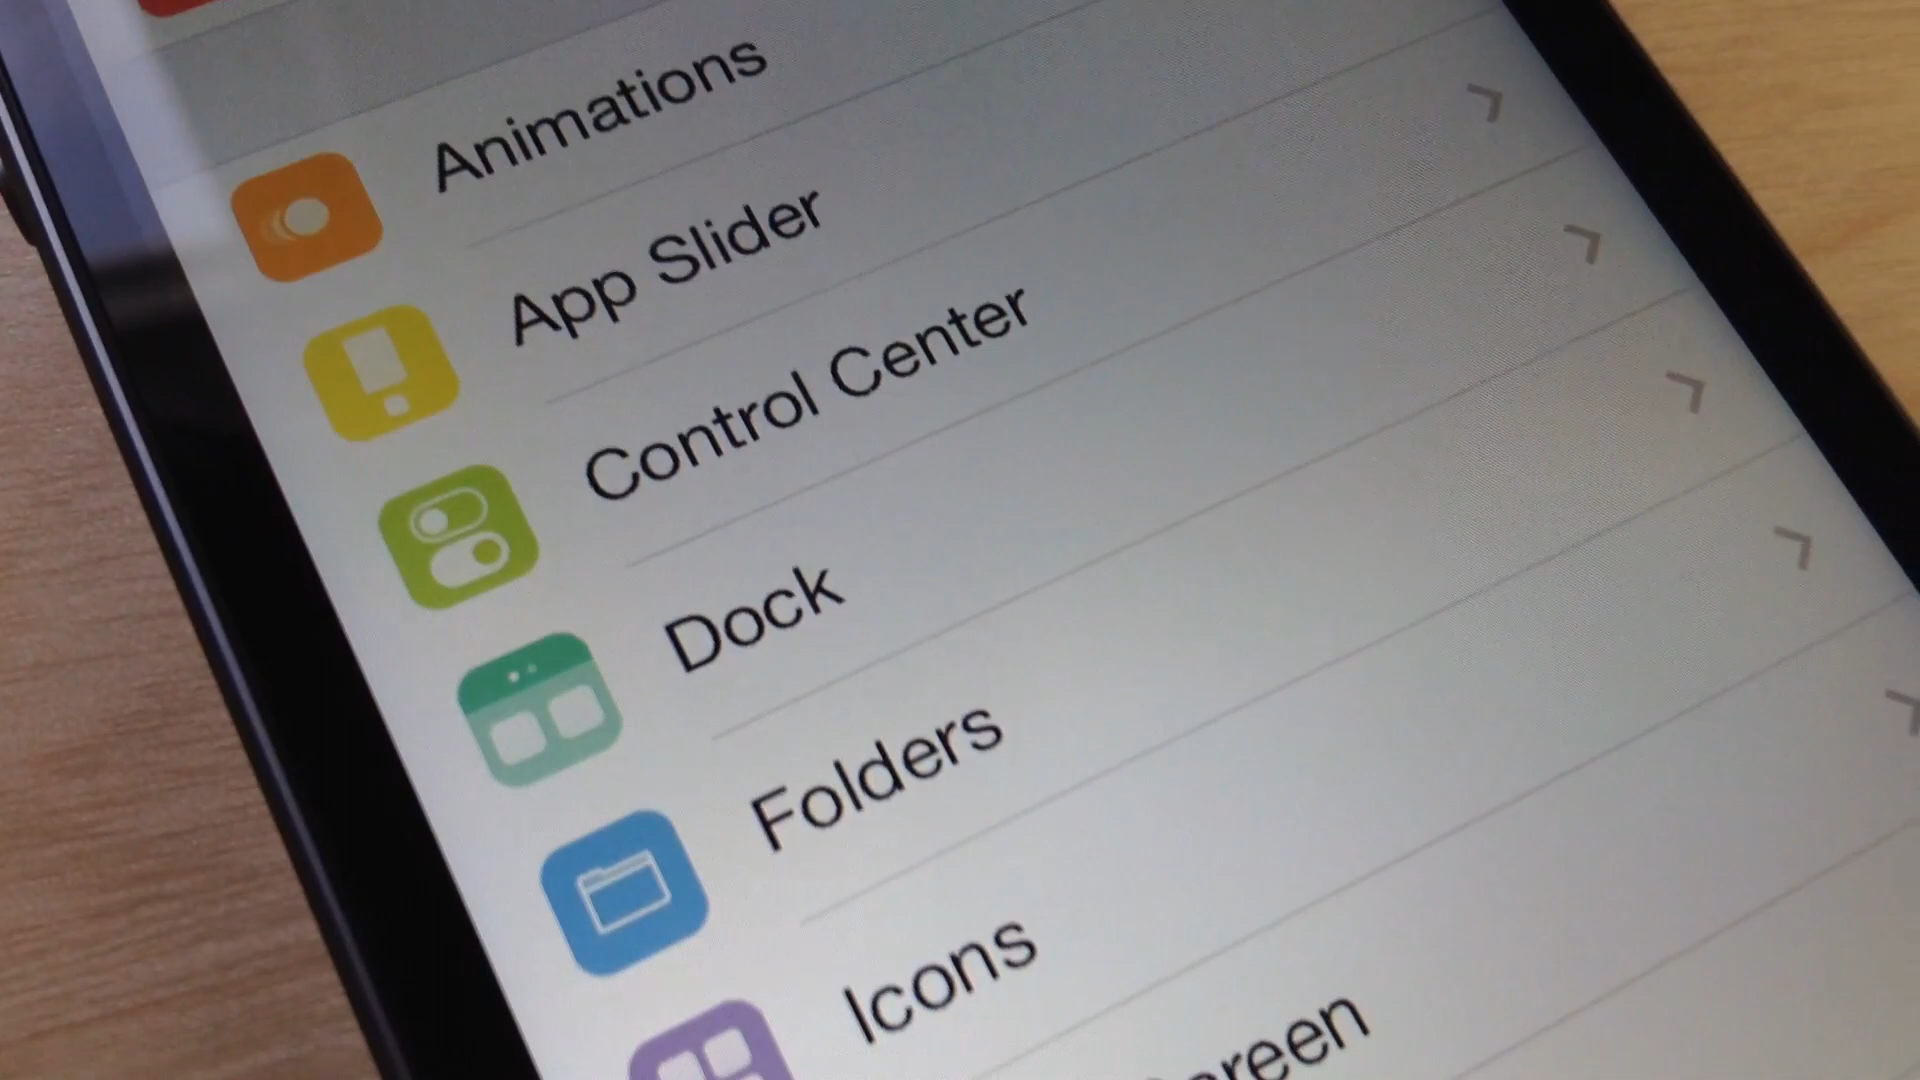 Animations
App Slider
Control Center
Dock
Folders
Icons